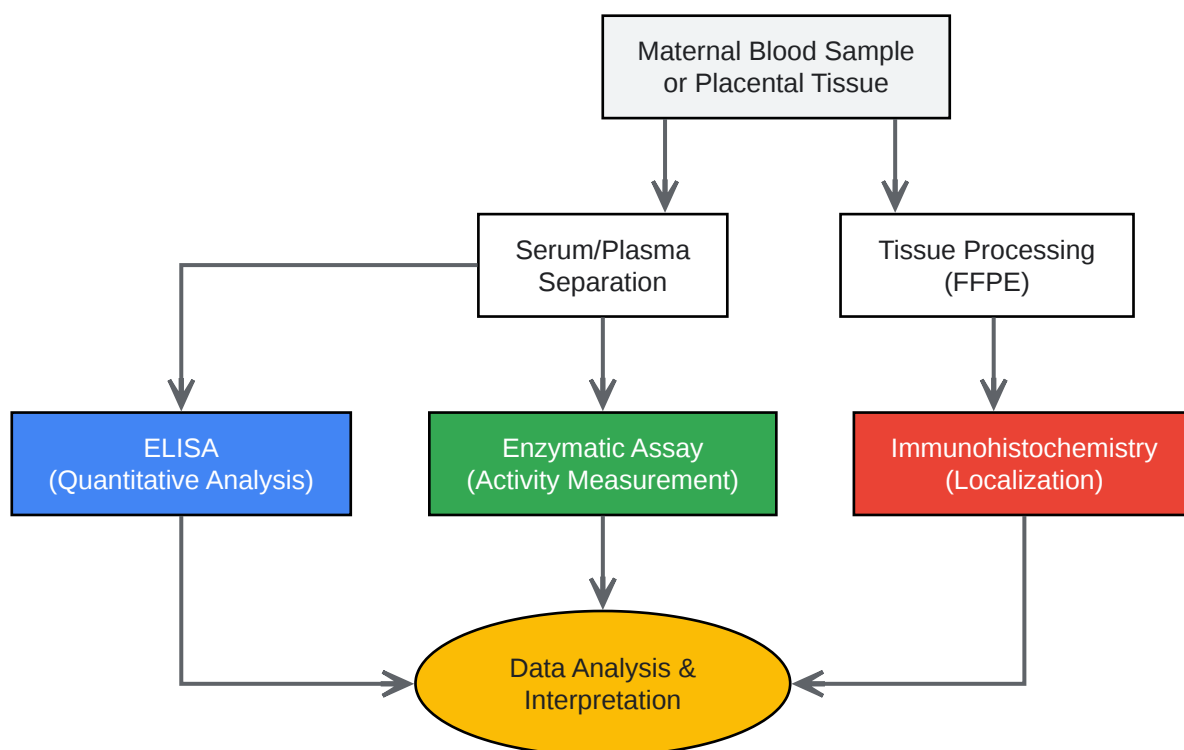 Maternal Blood Sample
or Placental Tissue
Serum/Plasma
Separation
Tissue Processing
(FFPE)
ELISA
(Quantitative Analysis)
Enzymatic Assay
(Activity Measurement)
Immunohistochemistry
(Localization)
Data Analysis &
Interpretation